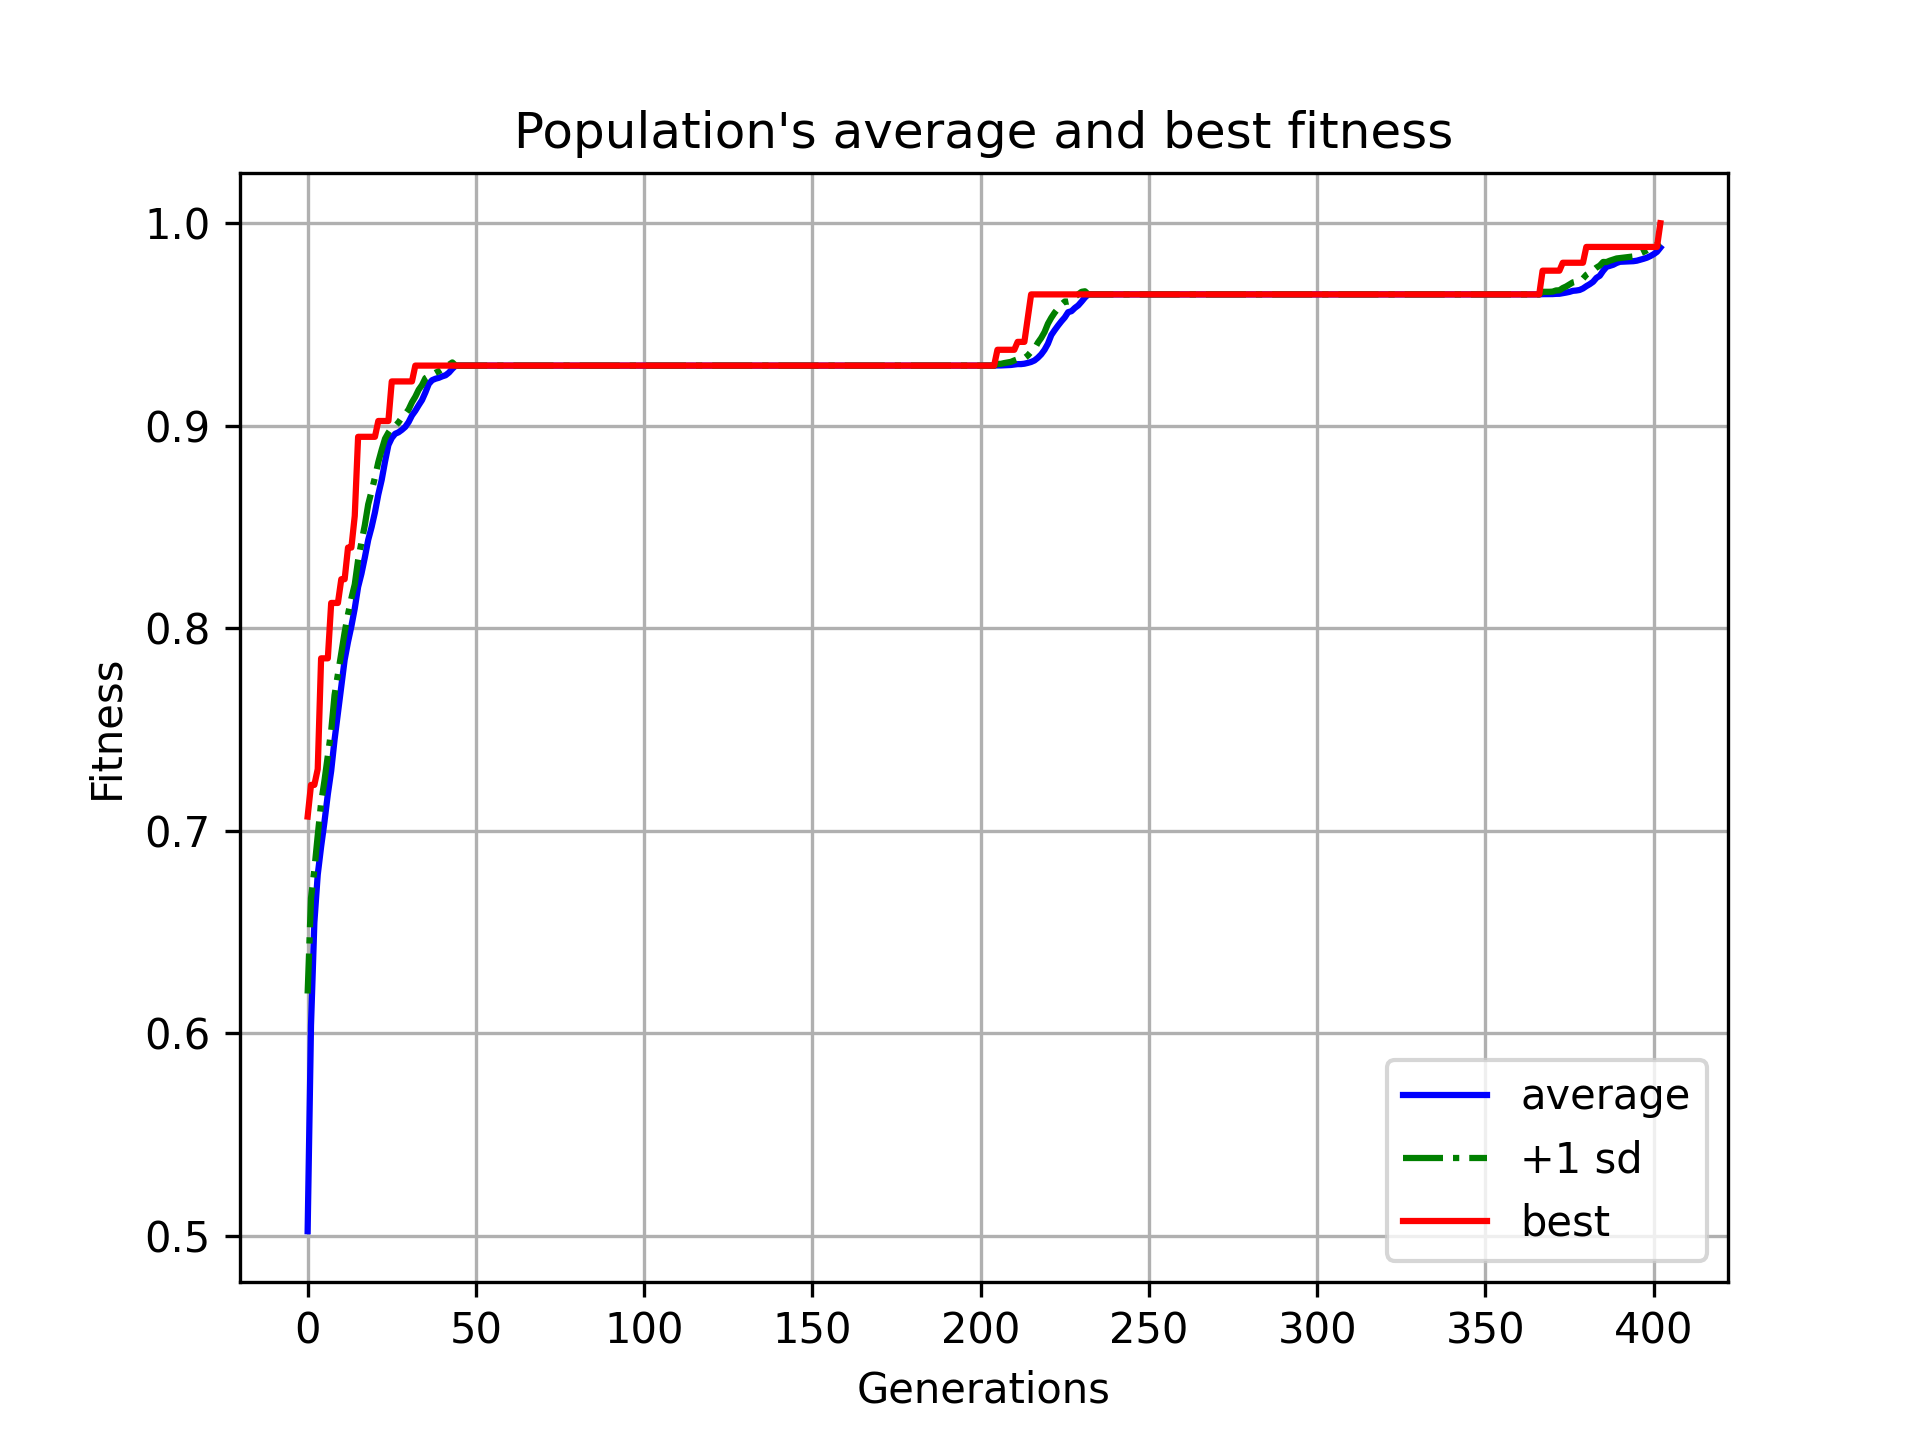 Population's average and best fitness
1.0
0.9
0.8
0.7
0.6
0.5
Fitness
0 50 100 150 200 250 300 350 400
Generations
average
+1 sd
best